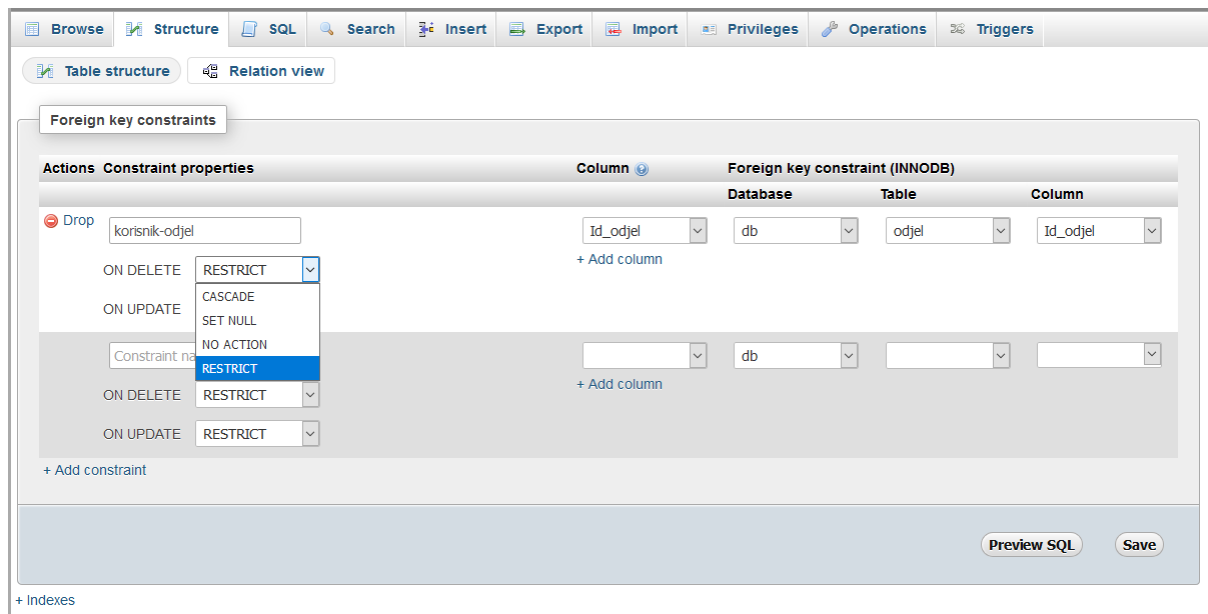 Browse Structure SQL Search Insert Export Import Privileges Operations Triggers
Table structure Relation view
Foreign key constraints
Actions Constraint properties Column Foreign key constraint (INNODB)
Database Table Column
Drop korisnik-odjel Id_odjel db odjel Id_odjel
+ Add column
ON DELETE RESTRICT
CASCADE
ON UPDATE
SET NULL
NO ACTION
Constraint na db
RESTRICT
+ Add column
ON DELETE RESTRICT
ON UPDATE RESTRICT
+ Add constraint
Preview SQL Save
+ Indexes